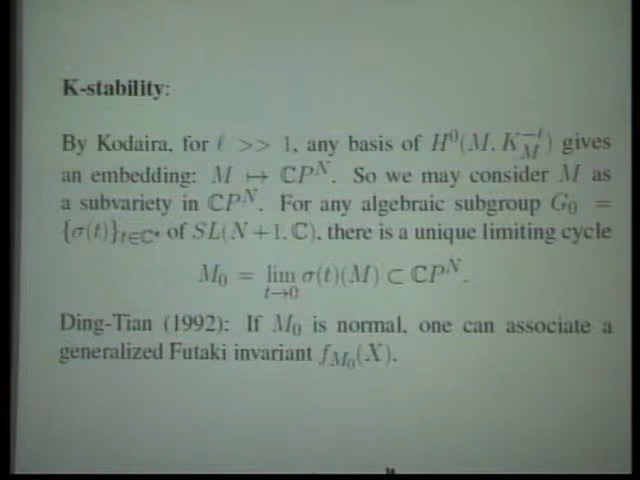 K-stability:
By Kodaira, for ℓ >> 1, any basis of H⁰(M, K_M^{-ℓ}) gives
an embedding: M ↦ ℂP^N. So we may consider M as
a subvariety in ℂP^N. For any algebraic subgroup G₀ =
{σ(t)}_{t∈ℂ*} of SL(N+1, ℂ), there is a unique limiting cycle
M₀ = lim_{t→0} σ(t)(M) ⊂ ℂP^N.
Ding-Tian (1992): If M₀ is normal, one can associate a
generalized Futaki invariant f_{M₀}(X).